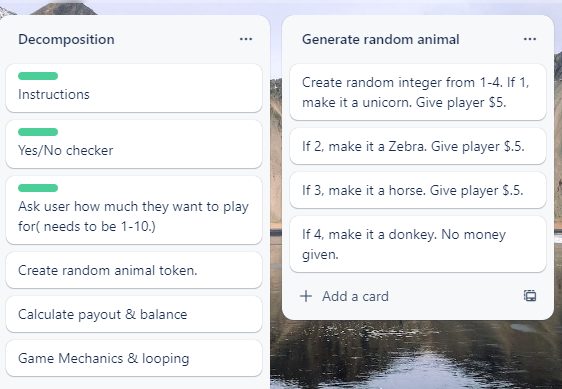 Decomposition
Instructions
Yes/No checker
Ask user how much they want to play
for( needs to be 1-10.)
Create random animal token.
Calculate payout & balance
Game Mechanics & looping
Generate random animal
Create random integer from 1-4. If 1,
make it a unicorn. Give player $5.
If 2, make it a Zebra. Give player $.5.
If 3, make it a horse. Give player $.5.
If 4, make it a donkey. No money
given.
Add a card